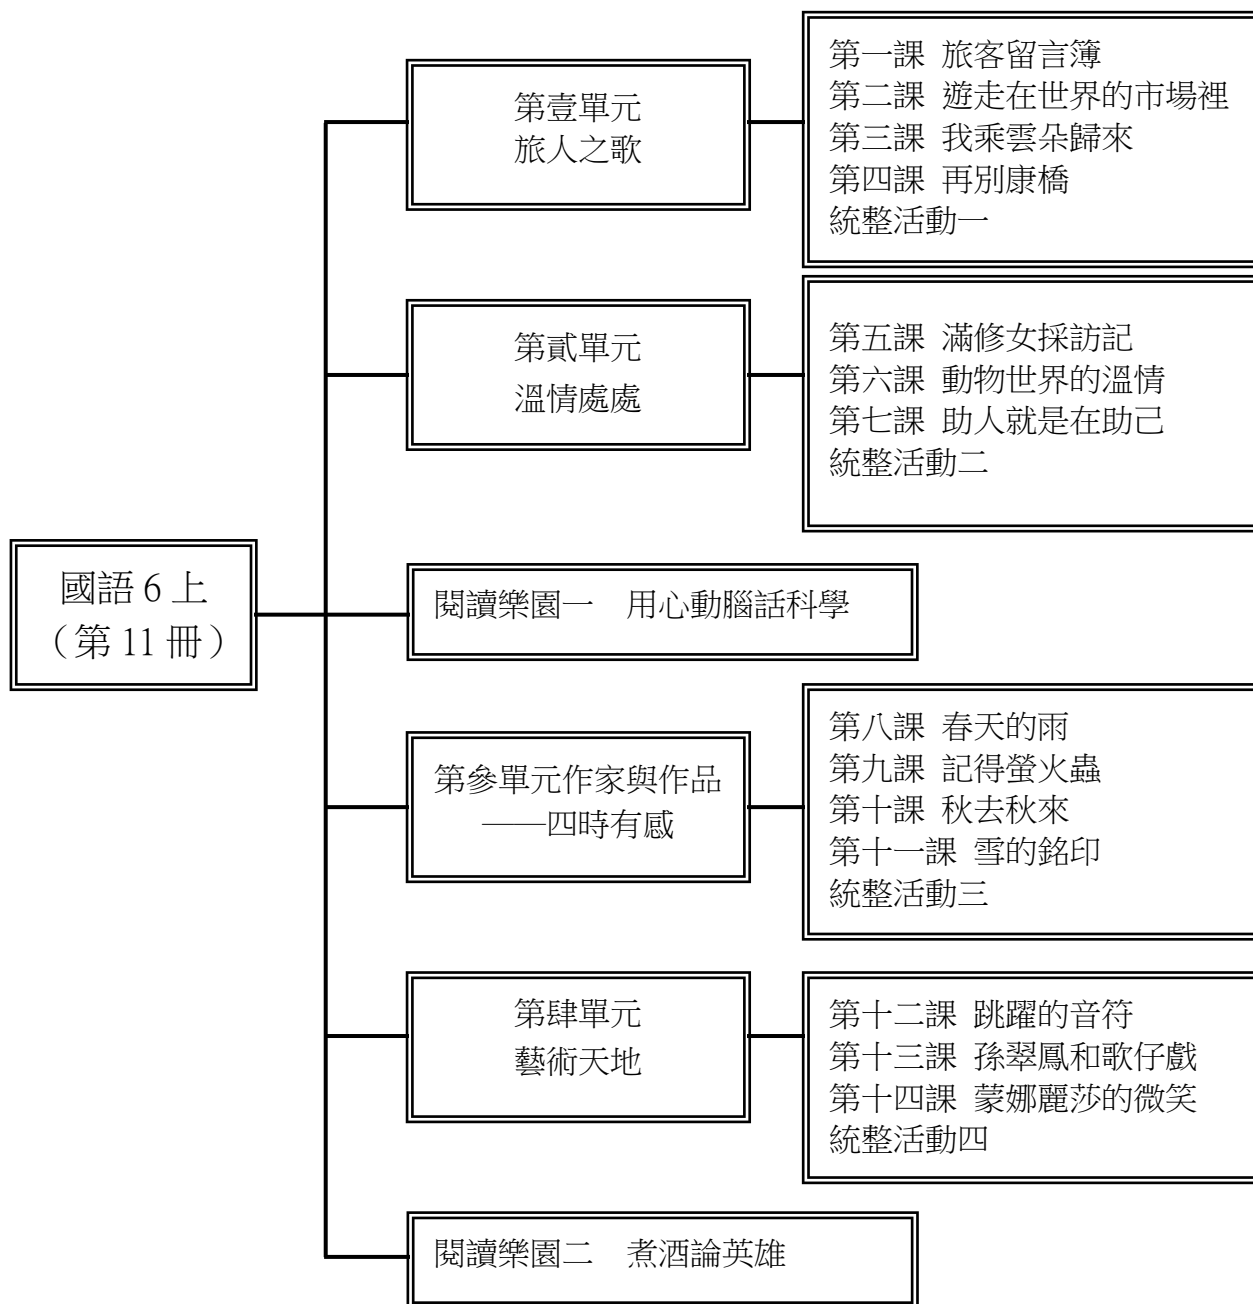 國語 6 上
（第 11 冊）
第壹單元
旅人之歌
第一課 旅客留言簿
第二課 遊走在世界的市場裡
第三課 我乘雲朵歸來
第四課 再別康橋
統整活動一
第貳單元
溫情處處
第五課 滿修女採訪記
第六課 動物世界的溫情
第七課 助人就是在助己
統整活動二
閱讀樂園一　用心動腦話科學
第參單元作家與作品
——四時有感
第八課 春天的雨
第九課 記得螢火蟲
第十課 秋去秋來
第十一課 雪的銘印
統整活動三
第肆單元
藝術天地
第十二課 跳躍的音符
第十三課 孫翠鳳和歌仔戲
第十四課 蒙娜麗莎的微笑
統整活動四
閱讀樂園二　煮酒論英雄